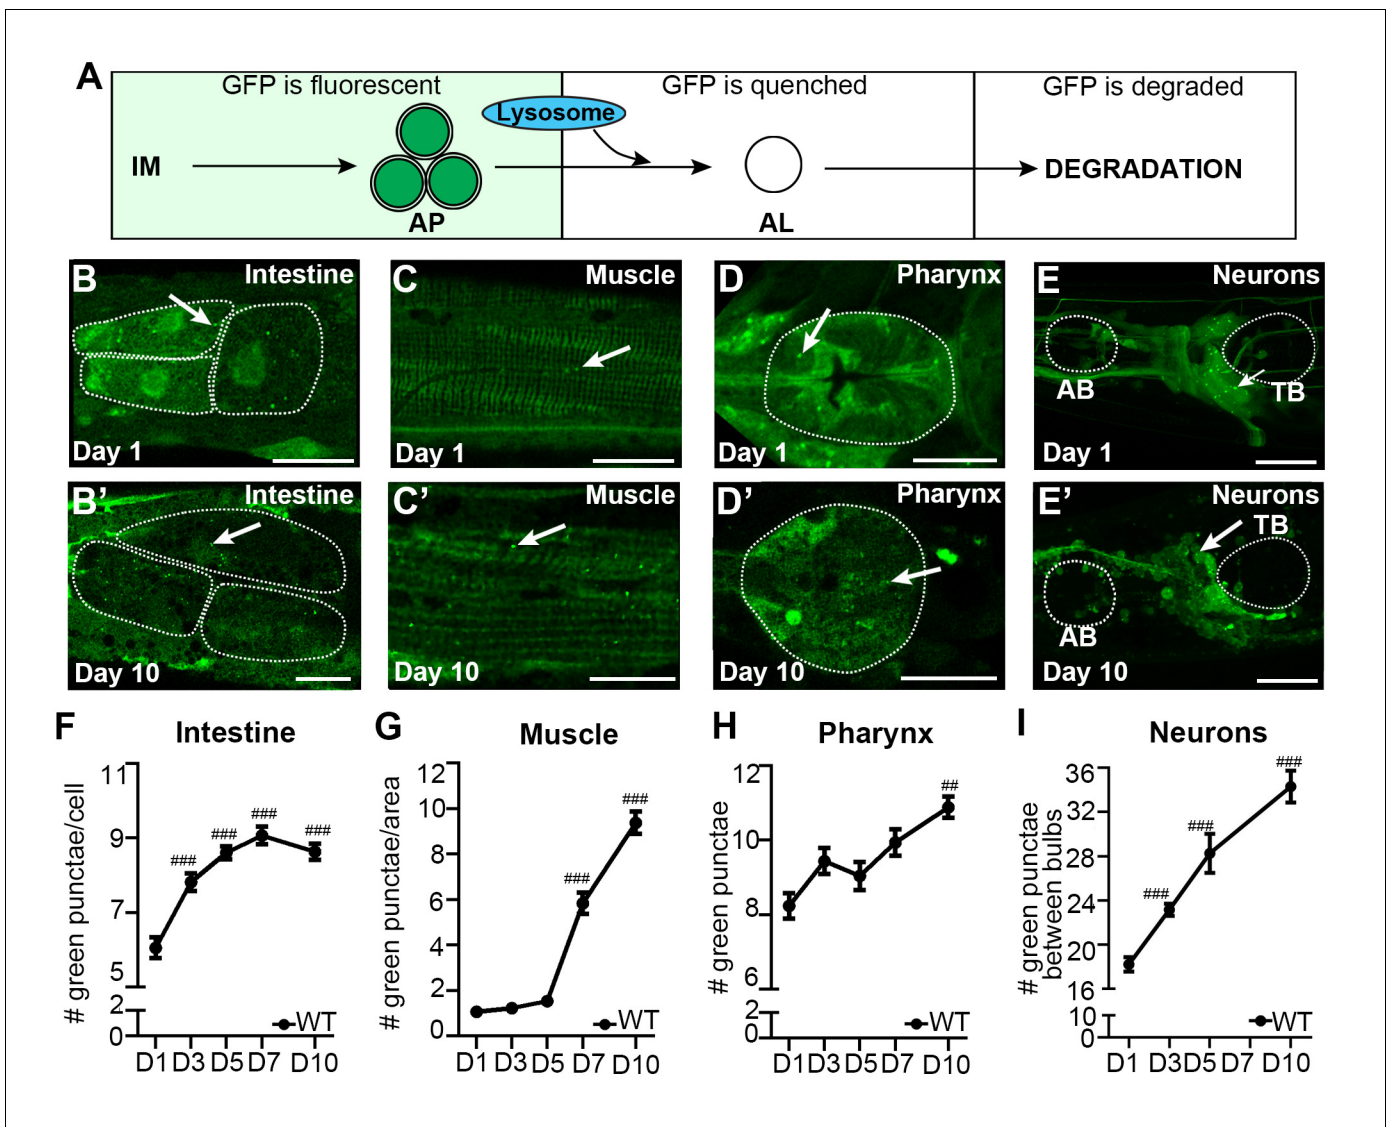 A
GFP is fluorescent
GFP is quenched
GFP is degraded
Lysosome
IM
DEGRADATION
AP
AL
B
Intestine
Day 1
C
Muscle
Day 1
D
Pharynx
Day 1
E
Neurons
AB
TB
Day 1
B’
Intestine
Day 10
C’
Muscle
Day 10
D’
Pharynx
Day 10
E’
Neurons
TB
AB
Day 10
F
Intestine
# green punctae/cell
11
9
7
5
2
0
###
###
###
###
WT
D1 D3 D5 D7 D10
G
Muscle
# green punctae/area
12
10
8
6
4
2
0
###
###
WT
D1 D3 D5 D7 D10
H
Pharynx
# green punctae
12
10
8
6
2
0
##
WT
D1 D3 D5 D7 D10
I
Neurons
# green punctae
between bulbs
36
32
28
24
20
16
10
0
###
###
###
WT
D1 D3 D5 D7 D10